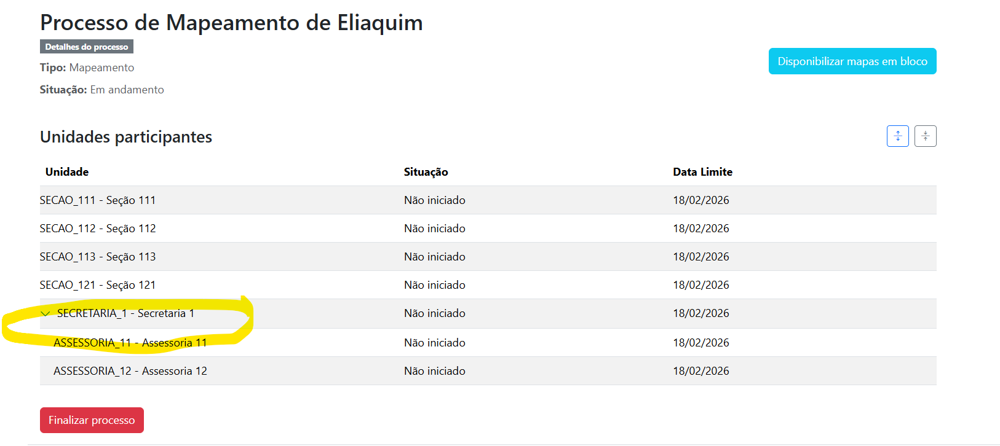 Processo de Mapeamento de Eliaquim
Detalhes do processo
Tipo: Mapeamento
Situação: Em andamento
Disponibilizar mapas em bloco
Unidades participantes
Unidade Situação Data Limite
SECAO_111 - Seção 111 Não iniciado 18/02/2026
SECAO_112 - Seção 112 Não iniciado 18/02/2026
SECAO_113 - Seção 113 Não iniciado 18/02/2026
SECAO_121 - Seção 121 Não iniciado 18/02/2026
SECRETARIA_1 - Secretaria 1 Não iniciado 18/02/2026
ASSESSORIA_11 - Assessoria 11 Não iniciado 18/02/2026
ASSESSORIA_12 - Assessoria 12 Não iniciado 18/02/2026
Finalizar processo